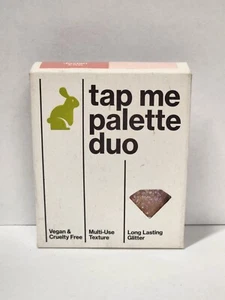 tap me
palette
duo
Vegan &
Cruelty Free
Multi-Use
Texture
Long Lasting
Glitter